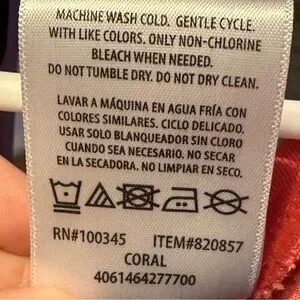 MACHINE WASH COLD. GENTLE CYCLE.
WITH LIKE COLORS. ONLY NON-CHLORINE
BLEACH WHEN NEEDED.
DO NOT TUMBLE DRY. DO NOT DRY CLEAN.
LAVAR A MÁQUINA EN AGUA FRÍA CON
COLORES SIMILARES. CICLO DELICADO.
USAR SOLO BLANQUEADOR SIN CLORO
CUANDO SEA NECESARIO. NO SECAR
EN LA SECADORA. NO LIMPIAR EN SECO.
RN#100345 ITEM#820857
CORAL
4061464277700